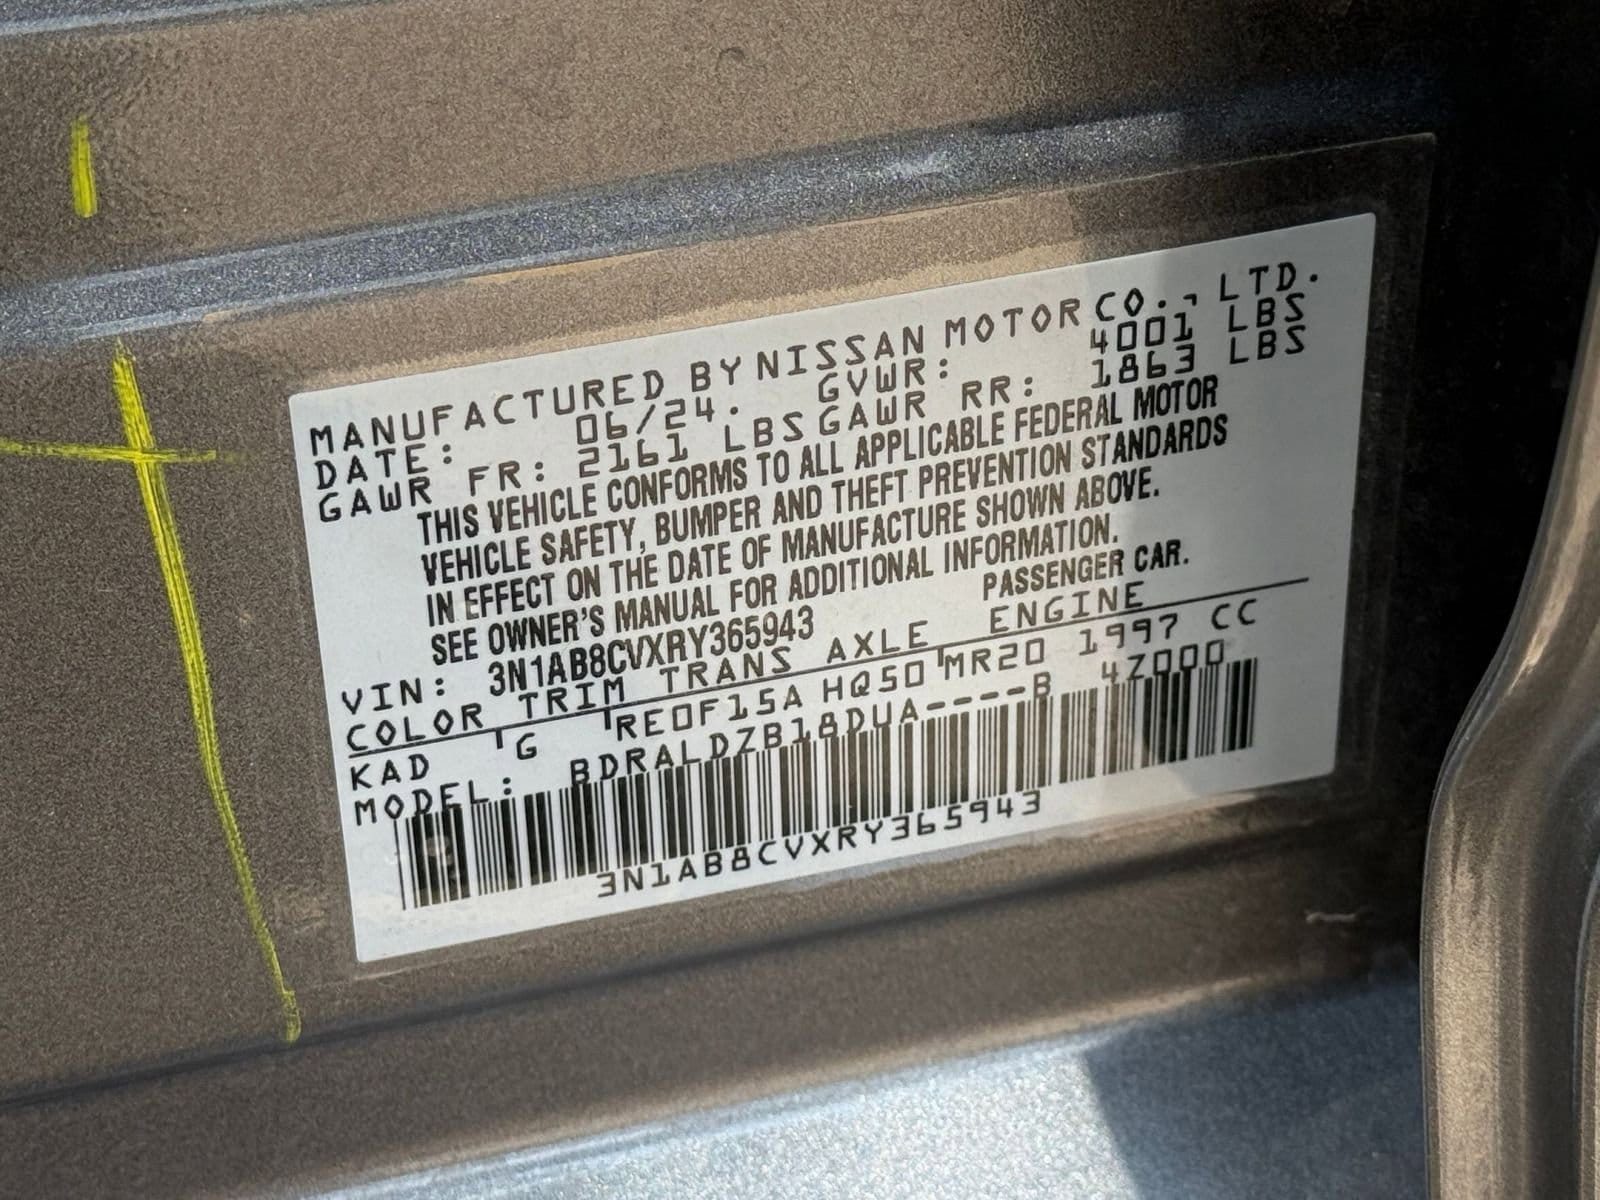 MANUFACTURED BY NISSAN MOTOR CO., LTD.
DATE: 06/24. GVWR: 4001 LBS
GAWR FR: 2161 LBS GAWR RR: 1863 LBS
THIS VEHICLE CONFORMS TO ALL APPLICABLE FEDERAL MOTOR
VEHICLE SAFETY, BUMPER AND THEFT PREVENTION STANDARDS
IN EFFECT ON THE DATE OF MANUFACTURE SHOWN ABOVE.
SEE OWNER'S MANUAL FOR ADDITIONAL INFORMATION.
VIN: 3N1AB8CVXRY365943 PASSENGER CAR.
COLOR TRIM TRANS AXLE ENGINE
KAD G RE0F15A HQ50 MR20 1997 CC
MODEL: BDRALDZB18DUA----B 4Z000
3N1AB8CVXRY365943